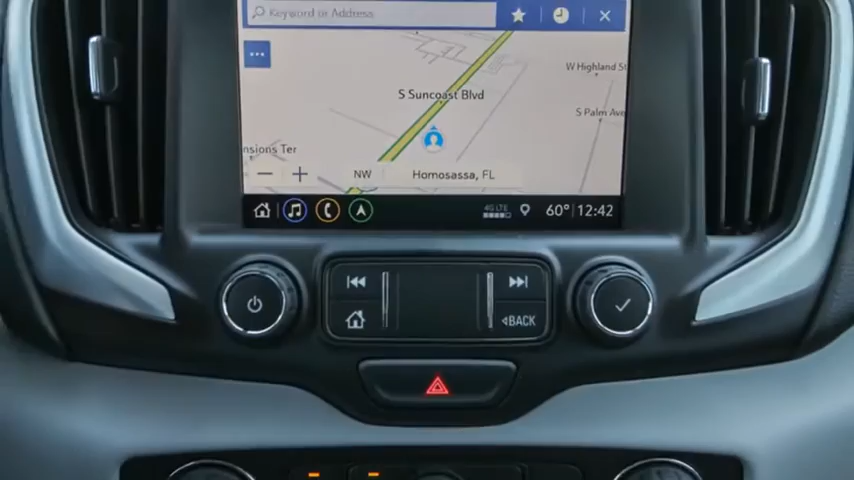 Keyword or Address
W Highland St
S Suncoast Blvd
S Palm Ave
nsions Ter
NW
Homosassa, FL
4G LTE
60° 12:42
BACK